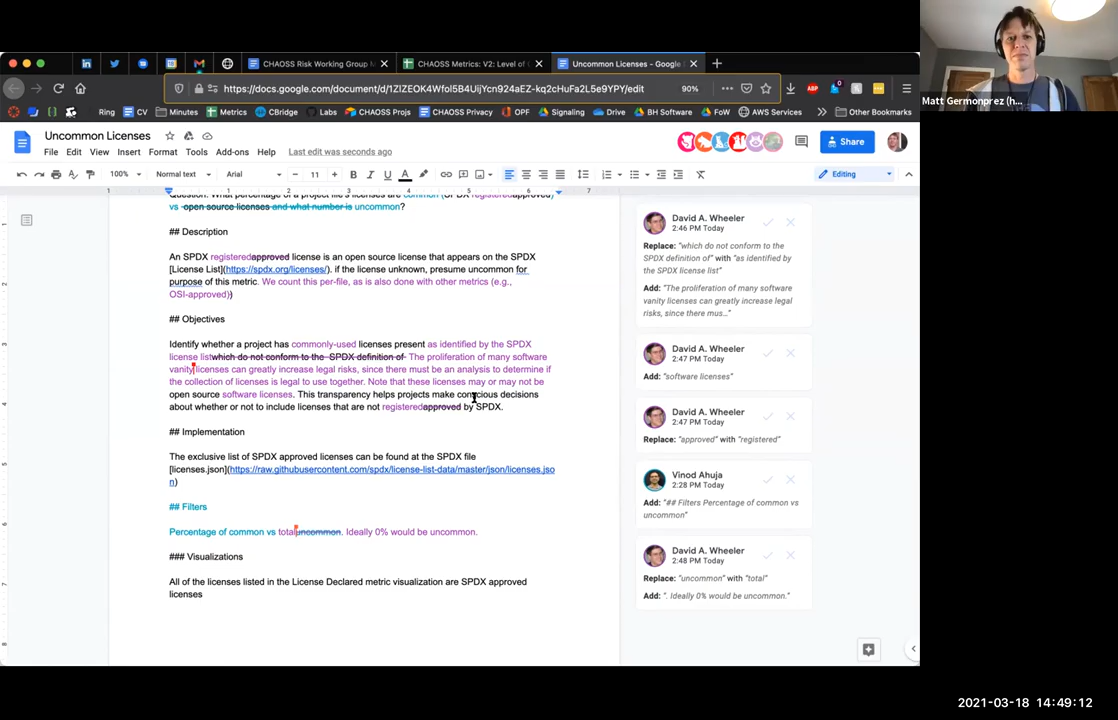 CHAOSS Risk Working Group M
CHAOSS Metrics: V2: Level of
Uncommon Licenses - Google
https://docs.google.com/document/d/1ZIZEOK4Wfol5B4UijYcn924aEZ-kq2cHuFa2L5e9YPY/edit
90%
Ring
CV
Minutes
Metrics
CBridge
Labs
CHAOSS Projs
CHAOSS Privacy
OPF
Signaling
Drive
BH Software
FO
AWS Services
Other Bookmarks
Matt Germonprez (h...
Uncommon Licenses
File Edit View Insert Format Tools Add-ons Help Last edit was seconds ago
Share
100% Normal text Arial 11 Editing
1 1 2 3 4 5 6 7
vs open source licenses and what number is uncommon?
## Description
An SPDX registeredapproved license is an open source license that appears on the SPDX
[License List](https://spdx.org/licenses/). if the license unknown, presume uncommon for
purpose of this metric. We count this per-file, as is also done with other metrics (e.g.,
OSI-approved))
## Objectives
Identify whether a project has commonly-used licenses present as identified by the SPDX
license listwhich do not conform to the SPDX definition of The proliferation of many software
vanity licenses can greatly increase legal risks, since there must be an analysis to determine if
the collection of licenses is legal to use together. Note that these licenses may or may not be
open source software licenses. This transparency helps projects make conscious decisions
about whether or not to include licenses that are not registeredapproved by SPDX.
## Implementation
The exclusive list of SPDX approved licenses can be found at the SPDX file
[licenses.json](https://raw.githubusercontent.com/spdx/license-list-data/master/json/licenses.jso
n)
## Filters
Percentage of common vs totaluncommon. Ideally 0% would be uncommon.
### Visualizations
All of the licenses listed in the License Declared metric visualization are SPDX approved
licenses
David A. Wheeler
2:46 PM Today
Replace: "which do not conform to the
SPDX definition of" with "as identified by
the SPDX license list"
Add: "The proliferation of many software
vanity licenses can greatly increase legal
risks, since there mus..."
David A. Wheeler
2:47 PM Today
Add: "software licenses"
David A. Wheeler
2:47 PM Today
Replace: "approved" with "registered"
Vinod Ahuja
2:28 PM Today
Add: "## Filters Percentage of common vs
uncommon"
David A. Wheeler
2:48 PM Today
Replace: "uncommon" with "total"
Add: ". Ideally 0% would be uncommon."
2021-03-18 14:49:12